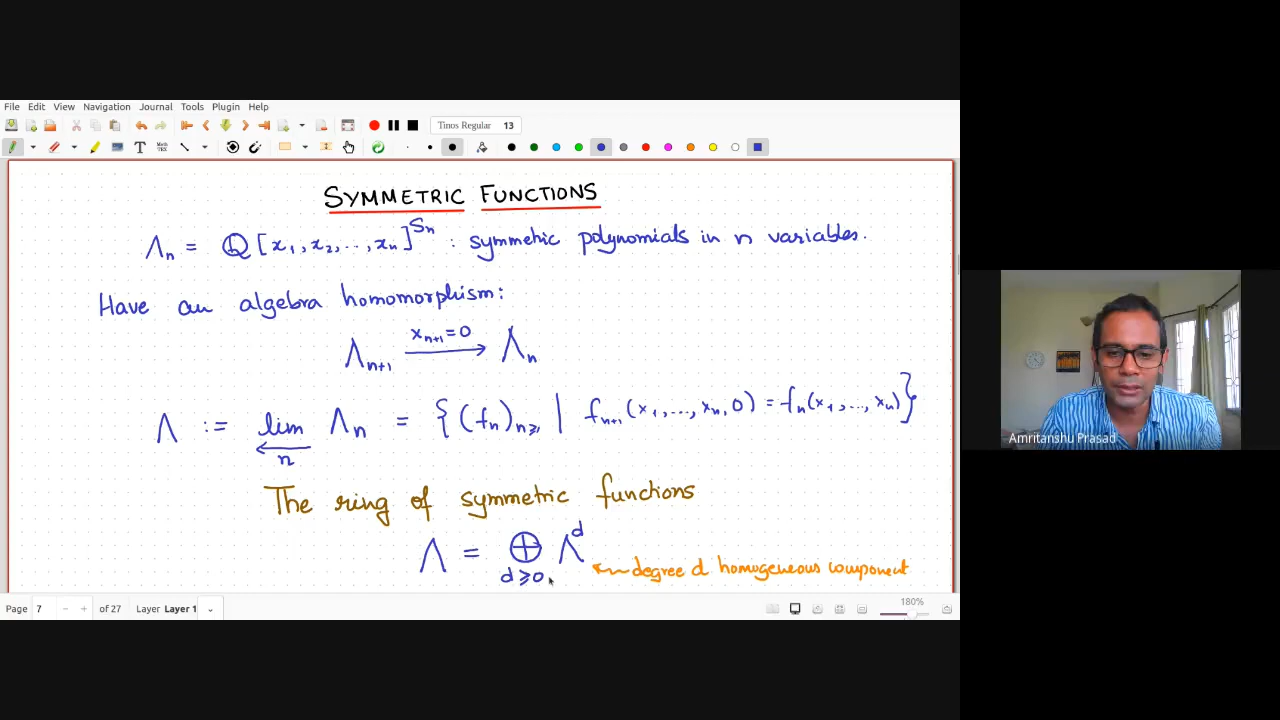 File Edit View Navigation Journal Tools Plugin Help
Tinos Regular 13
SYMMETRIC FUNCTIONS
Λₙ = ℚ[x₁, x₂, ..., xₙ]^Sₙ : symmetric polynomials in n variables.
Have an algebra homomorphism:
Λₙ₊₁ —xₙ₊₁=0→ Λₙ
Λ := lim← n Λₙ = {(fₙ)ₙ≥₁ | fₙ₊₁(x₁, ..., xₙ, 0) = fₙ(x₁, ..., xₙ)}
The ring of symmetric functions
Λ = ⊕ d≥0 Λ^d ← degree d homogeneous component
Page 7 of 27 Layer Layer 1 180%
Amritanshu Prasad